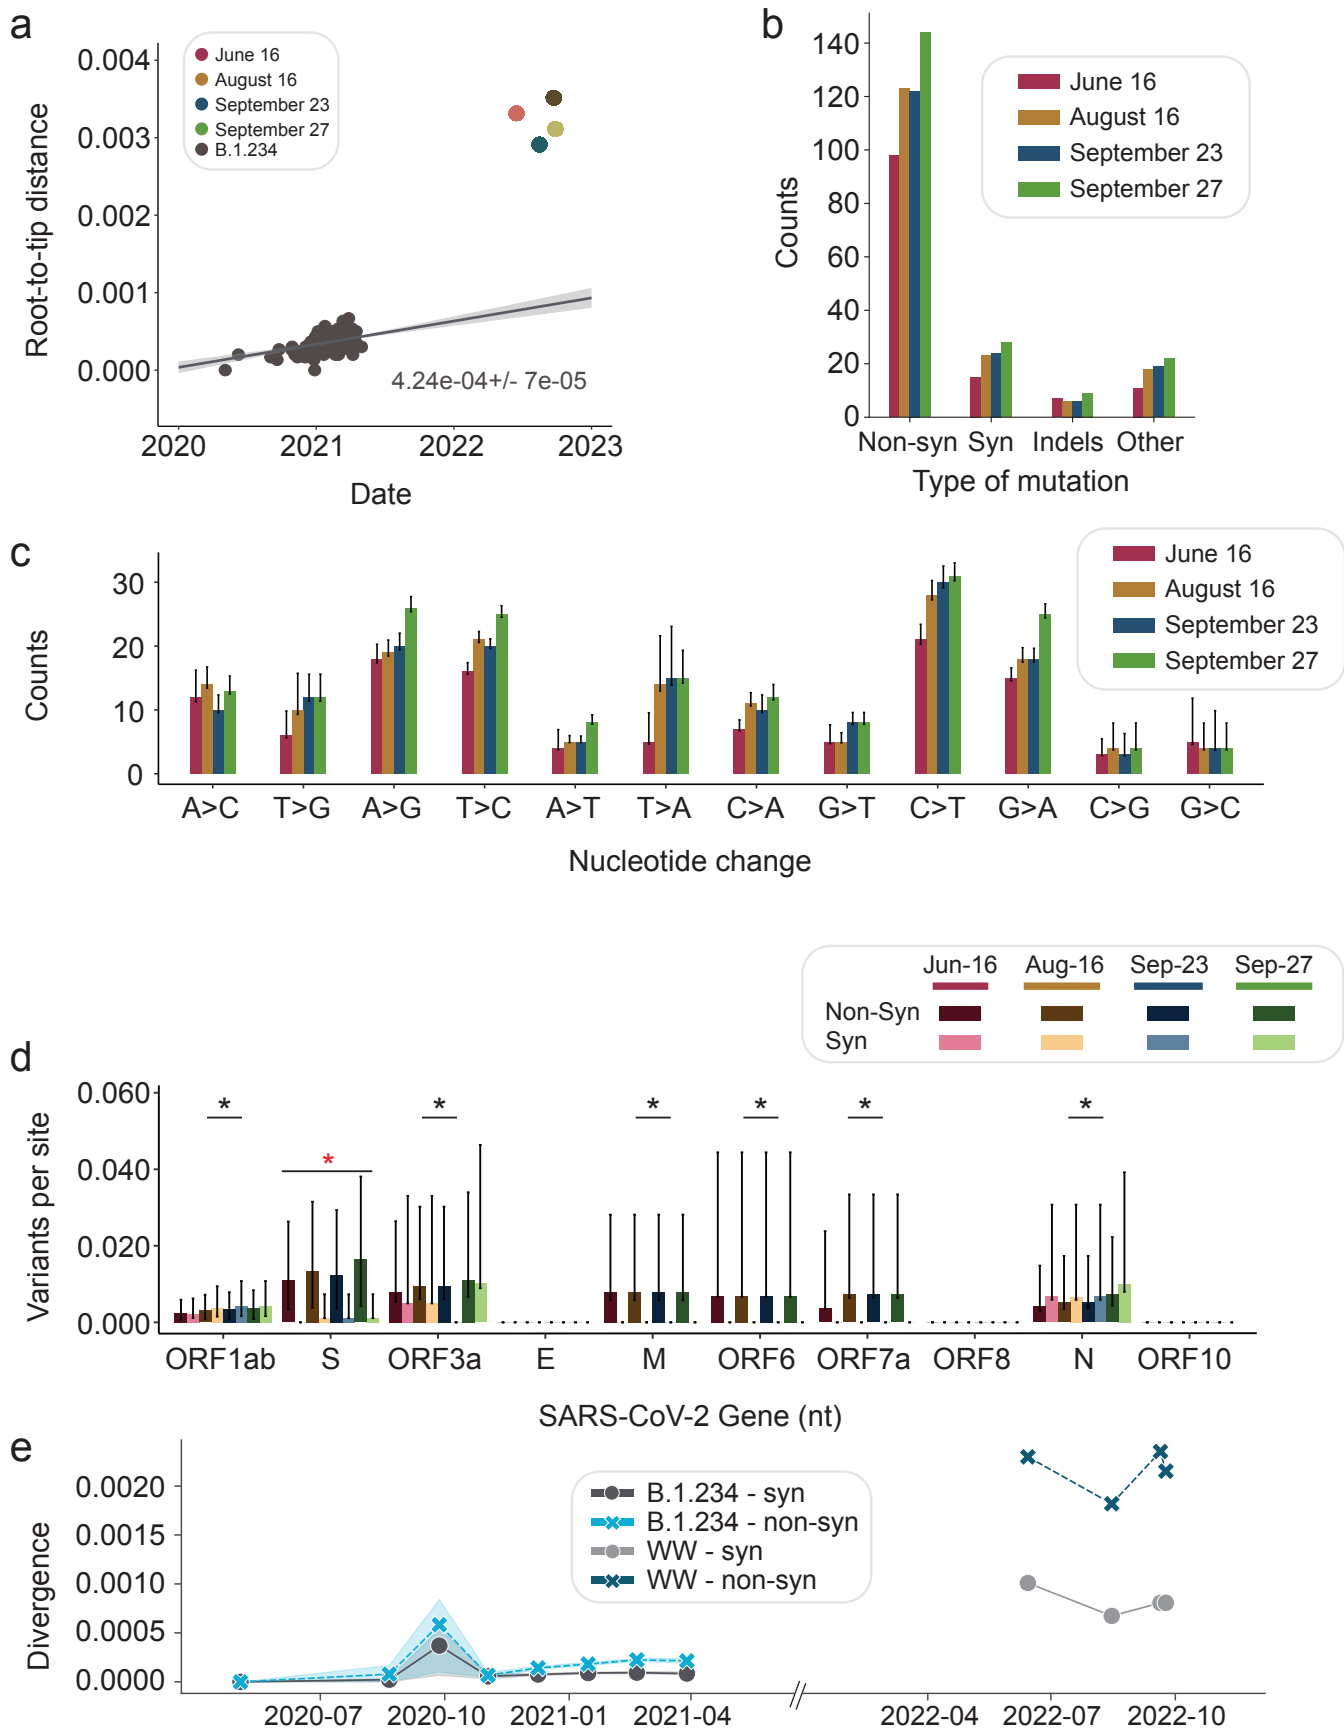 a
0.004
0.003
0.002
0.001
0.000
Root-to-tip distance
June 16
August 16
September 23
September 27
B.1.234
4.24e-04+/- 7e-05
2020 2021 2022 2023
Date
b
140
120
100
80
60
40
20
0
Counts
June 16
August 16
September 23
September 27
Non-syn Syn Indels Other
Type of mutation
c
30
20
10
0
Counts
June 16
August 16
September 23
September 27
A>C T>G A>G T>C A>T T>A C>A G>T C>T G>A C>G G>C
Nucleotide change
Jun-16 Aug-16 Sep-23 Sep-27
Non-Syn
Syn
d
0.060
0.040
0.020
0.000
Variants per site
* * * * * * *
ORF1ab S ORF3a E M ORF6 ORF7a ORF8 N ORF10
SARS-CoV-2 Gene (nt)
e
0.0020
0.0015
0.0010
0.0005
0.0000
Divergence
B.1.234 - syn
B.1.234 - non-syn
WW - syn
WW - non-syn
2020-07 2020-10 2021-01 2021-04 // 2022-04 2022-07 2022-10